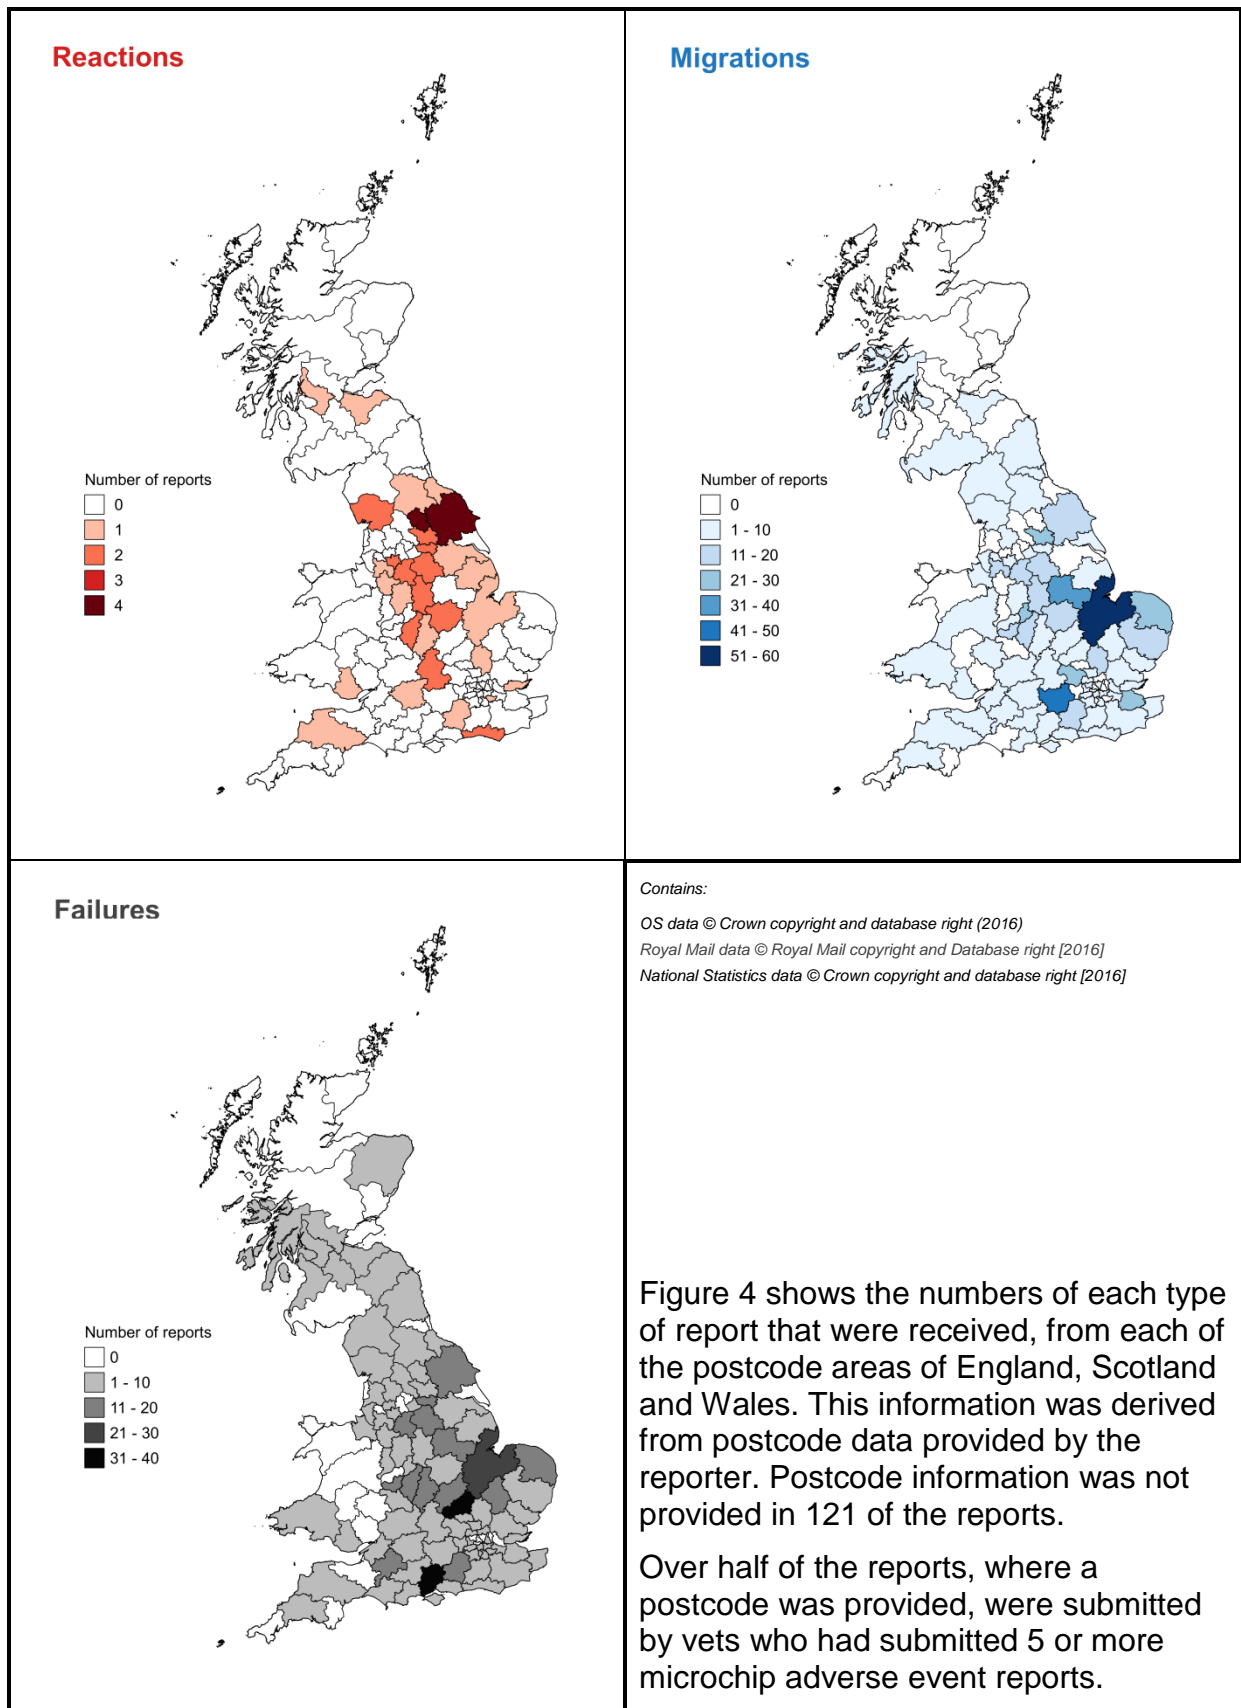 Reactions
Number of reports
0
1
2
3
4
Migrations
Number of reports
0
1 - 10
11 - 20
21 - 30
31 - 40
41 - 50
51 - 60
Failures
Number of reports
0
1 - 10
11 - 20
21 - 30
31 - 40
Contains:
OS data © Crown copyright and database right (2016)
Royal Mail data © Royal Mail copyright and Database right [2016]
National Statistics data © Crown copyright and database right [2016]
Figure 4 shows the numbers of each type
of report that were received, from each of
the postcode areas of England, Scotland
and Wales. This information was derived
from postcode data provided by the
reporter. Postcode information was not
provided in 121 of the reports.
Over half of the reports, where a
postcode was provided, were submitted
by vets who had submitted 5 or more
microchip adverse event reports.